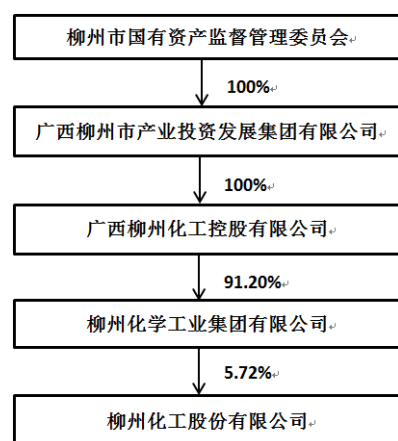 柳州市国有资产监督管理委员会
100%
广西柳州市产业投资发展集团有限公司
100%
广西柳州化工控股有限公司
91.20%
柳州化学工业集团有限公司
5.72%
柳州化工股份有限公司